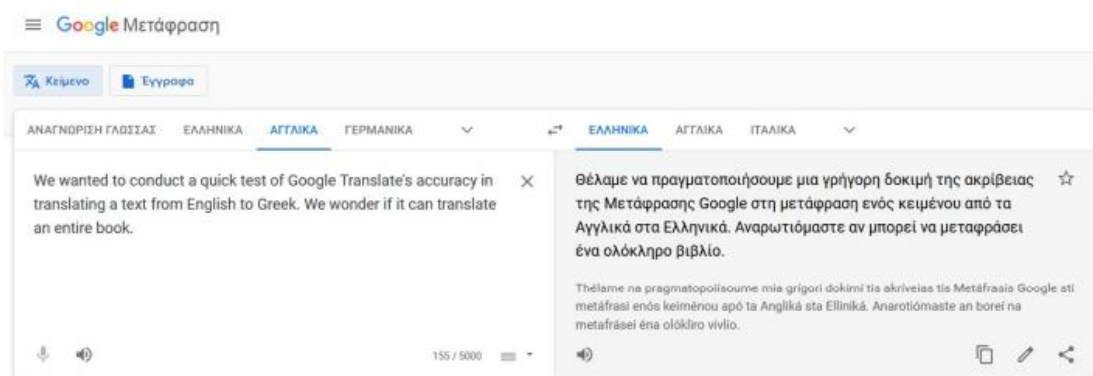 Google Μετάφραση
Κείμενο Έγγραφα
ΑΝΑΓΝΩΡΙΣΗ ΓΛΩΣΣΑΣ ΕΛΛΗΝΙΚΑ ΑΓΓΛΙΚΑ ΓΕΡΜΑΝΙΚΑ ΕΛΛΗΝΙΚΑ ΑΓΓΛΙΚΑ ΙΤΑΛΙΚΑ
We wanted to conduct a quick test of Google Translate's accuracy in
translating a text from English to Greek. We wonder if it can translate
an entire book.
155 / 5000
Θέλαμε να πραγματοποιήσουμε μια γρήγορη δοκιμή της ακρίβειας
της Μετάφρασης Google στη μετάφραση ενός κειμένου από τα
Αγγλικά στα Ελληνικά. Αναρωτιόμαστε αν μπορεί να μεταφράσει
ένα ολόκληρο βιβλίο.
Thélame na pragmatopoiísoume mia grígori dokimí tis akríveias tis Metáfrasis Google sti
metáfrasi enós keiménou apó ta Angliká sta Elliniká. Anarotiómaste an boreí na
metafrásei éna olókliro vivlío.